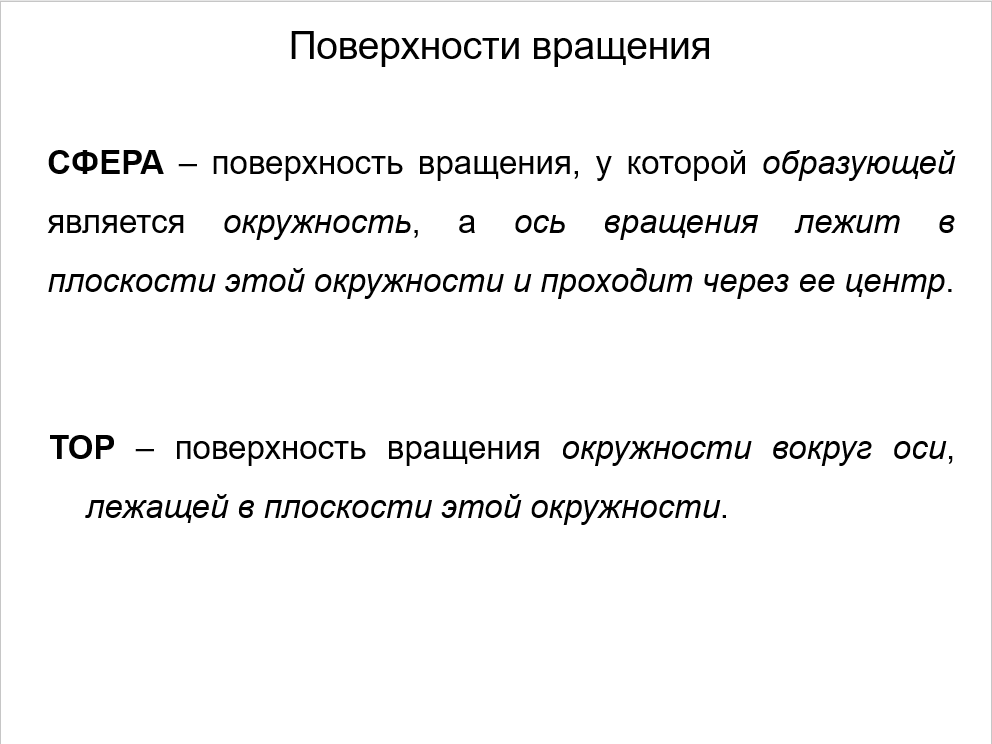 Поверхности вращения
СФЕРА – поверхность вращения, у которой образующей
является окружность, а ось вращения лежит в
плоскости этой окружности и проходит через ее центр.
ТОР – поверхность вращения окружности вокруг оси,
лежащей в плоскости этой окружности.